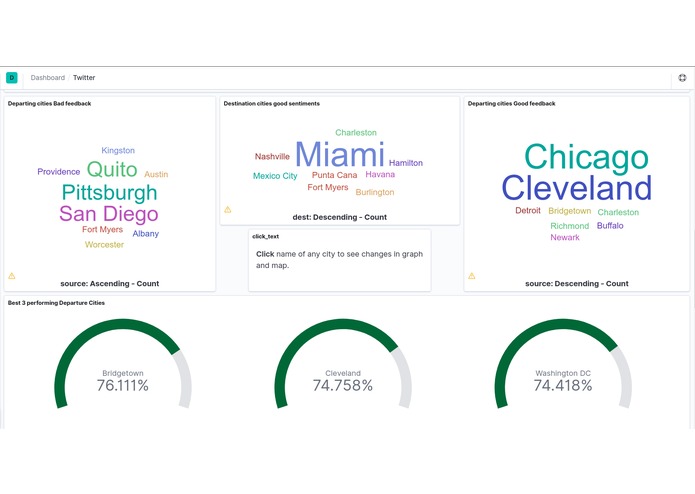 D Dashboard / Twitter
Departing cities Bad feedback
Kingston
Providence Quito Austin
Pittsburgh
San Diego
Fort Myers
Albany
Worcester
source: Ascending - Count
Destination cities good sentiments
Charleston
Nashville Miami Hamilton
Mexico City Punta Cana Havana
Fort Myers
Burlington
dest: Descending - Count
click_text
Click name of any city to see changes in graph
and map.
Departing cities Good feedback
Chicago
Cleveland
Detroit Bridgetown Charleston
Richmond Buffalo
Newark
source: Descending - Count
Best 3 performing Departure Cities
Bridgetown
76.111%
Cleveland
74.758%
Washington DC
74.418%